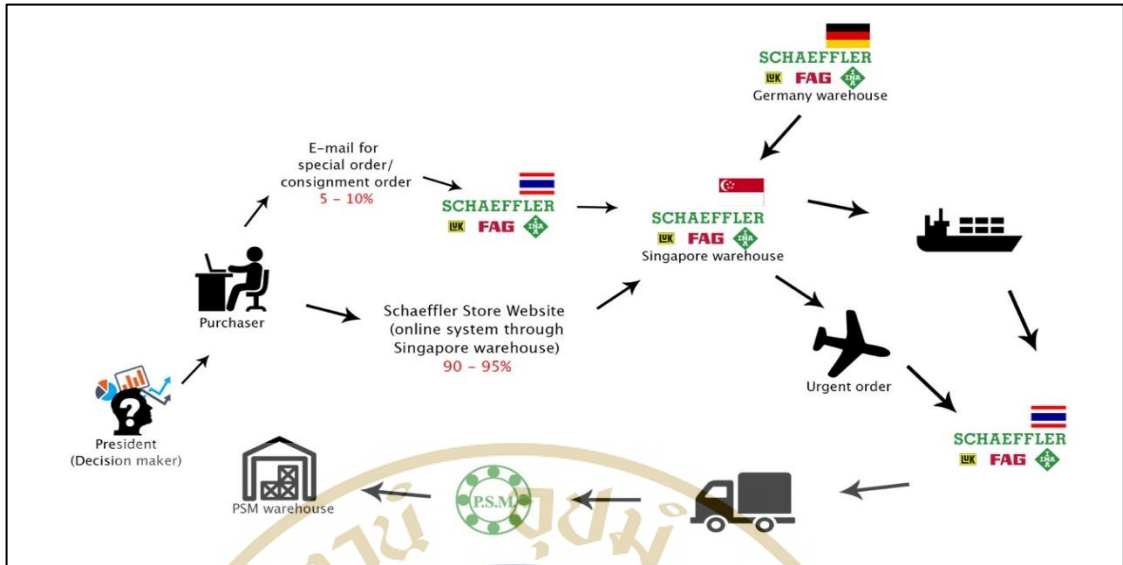 SCHAEFFLER
LUK FAG INA
Germany warehouse
E-mail for
special order/
consignment order
5 – 10%
SCHAEFFLER
LUK FAG INA
SCHAEFFLER
LUK FAG INA
Singapore warehouse
Purchaser
Schaeffler Store Website
(online system through
Singapore warehouse)
90 – 95%
Urgent order
?
President
(Decision maker)
SCHAEFFLER
LUK FAG INA
P.S.M.
PSM warehouse